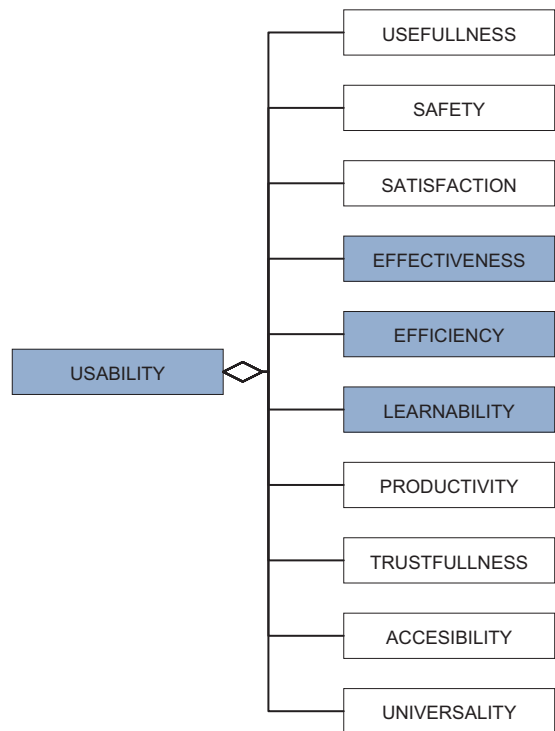 USEFULLNESS
SAFETY
SATISFACTION
EFFECTIVENESS
EFFICIENCY
USABILITY
LEARNABILITY
PRODUCTIVITY
TRUSTFULLNESS
ACCESIBILITY
UNIVERSALITY